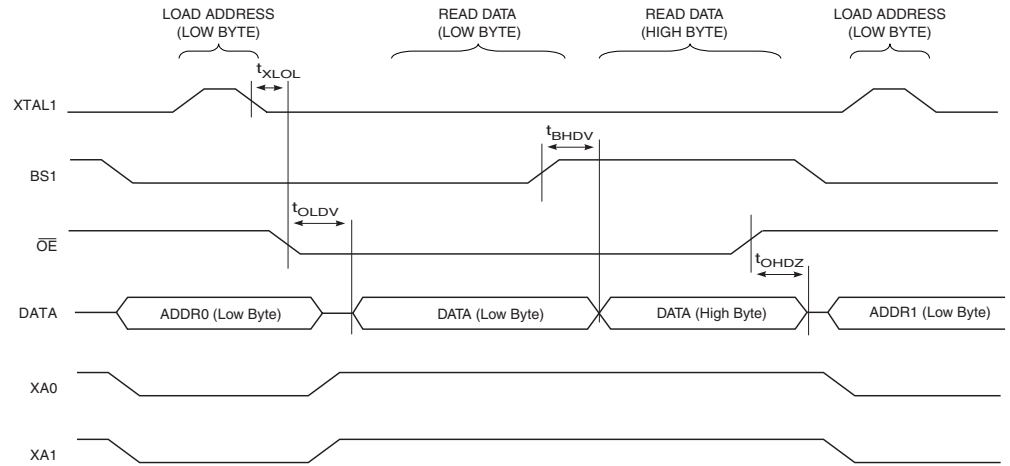 LOAD ADDRESS
(LOW BYTE)
READ DATA
(LOW BYTE)
READ DATA
(HIGH BYTE)
LOAD ADDRESS
(LOW BYTE)
tXLOL
XTAL1
tBHDV
BS1
tOLDV
OE
tOHDZ
DATA
ADDR0 (Low Byte)
DATA (Low Byte)
DATA (High Byte)
ADDR1 (Low Byte)
XA0
XA1